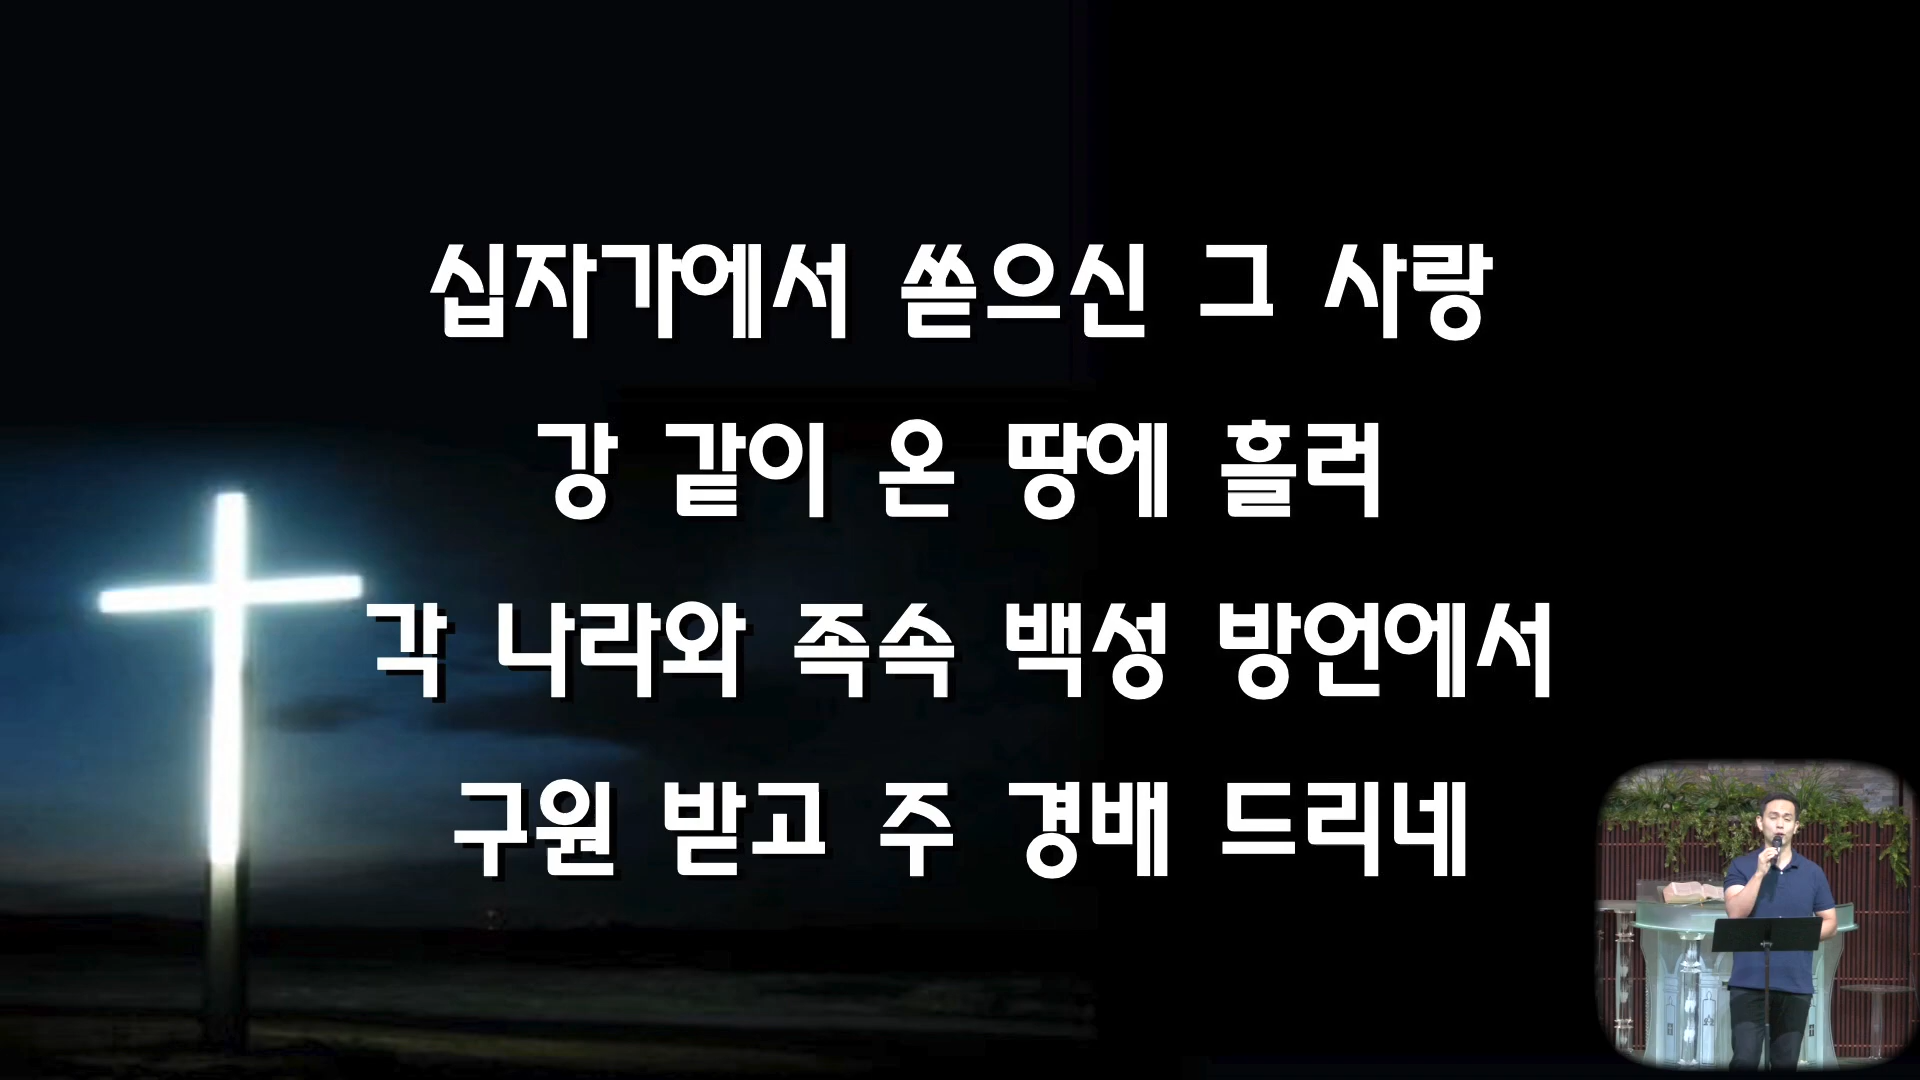 십자가에서 쏟으신 그 사랑
강 같이 온 땅에 흘러
각 나라와 족속 백성 방언에서
구원 받고 주 경배 드리네